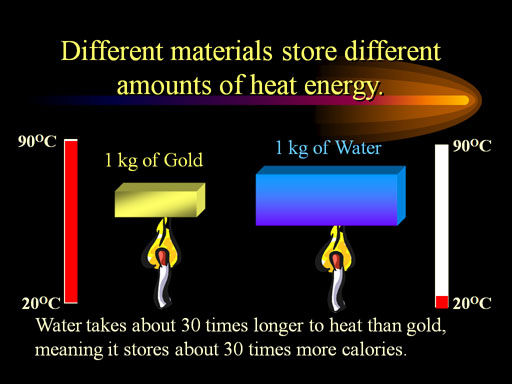 Different materials store different
amounts of heat energy.
90ºC
1 kg of Gold
1 kg of Water
90ºC
20ºC
20ºC
Water takes about 30 times longer to heat than gold,
meaning it stores about 30 times more calories.